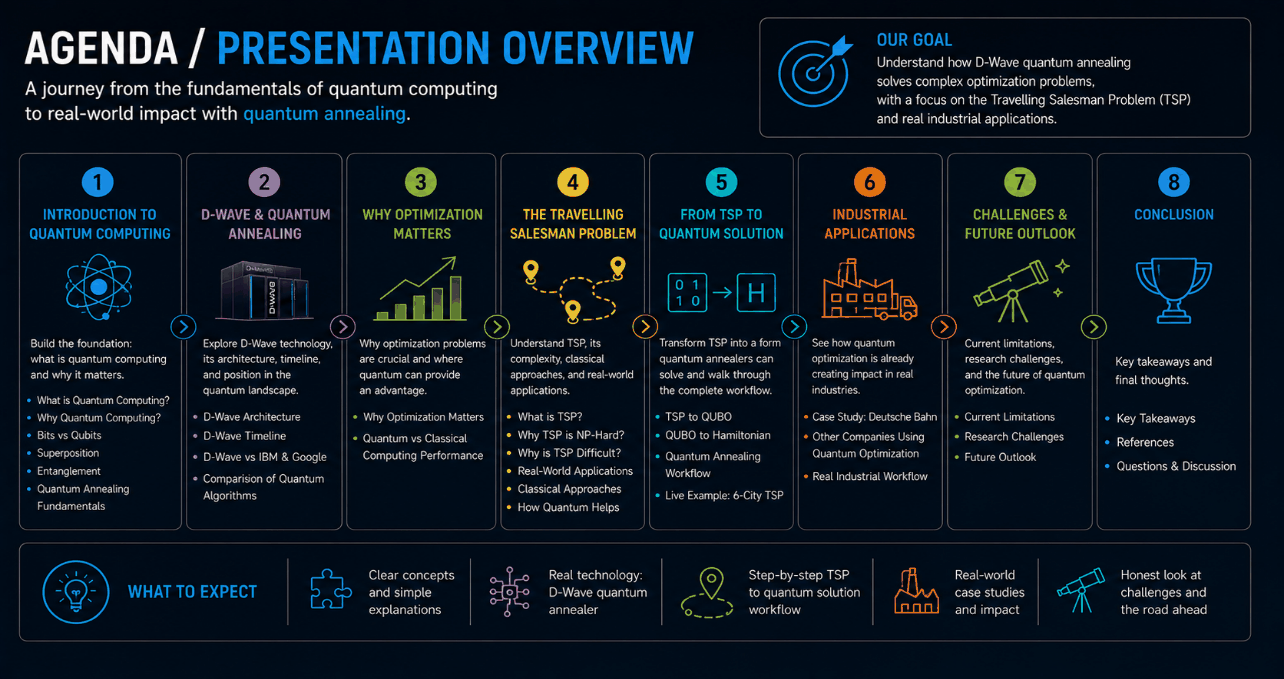 AGENDA / PRESENTATION OVERVIEW
A journey from the fundamentals of quantum computing
to real-world impact with quantum annealing.
OUR GOAL
Understand how D-Wave quantum annealing
solves complex optimization problems,
with a focus on the Travelling Salesman Problem (TSP)
and real industrial applications.
1
INTRODUCTION TO
QUANTUM COMPUTING
Build the foundation:
what is quantum computing
and why it matters.
• What is Quantum Computing?
• Why Quantum Computing?
• Bits vs Qubits
• Superposition
• Entanglement
• Quantum Annealing
Fundamentals
2
D-WAVE & QUANTUM
ANNEALING
D-WAVE
Explore D-Wave technology,
its architecture, timeline,
and position in the
quantum landscape.
• D-Wave Architecture
• D-Wave Timeline
• D-Wave vs IBM & Google
• Comparison of Quantum
Algorithms
3
WHY OPTIMIZATION
MATTERS
Why optimization problems
are crucial and where
quantum can provide
an advantage.
• Why Optimization Matters
• Quantum vs Classical
Computing Performance
4
THE TRAVELLING
SALESMAN PROBLEM
Understand TSP, its
complexity, classical
approaches, and real-world
applications.
• What is TSP?
• Why TSP is NP-Hard?
• Why is TSP Difficult?
• Real-World Applications
• Classical Approaches
• How Quantum Helps
5
FROM TSP TO
QUANTUM SOLUTION
0 1
1 0
H
Transform TSP into a form
quantum annealers can
solve and walk through
the complete workflow.
• TSP to QUBO
• QUBO to Hamiltonian
• Quantum Annealing
Workflow
• Live Example: 6-City TSP
6
INDUSTRIAL
APPLICATIONS
See how quantum
optimization is already
creating impact in real
industries.
• Case Study: Deutsche Bahn
• Other Companies Using
Quantum Optimization
• Real Industrial Workflow
7
CHALLENGES &
FUTURE OUTLOOK
Current limitations,
research challenges,
and the future of quantum
optimization.
• Current Limitations
• Research Challenges
• Future Outlook
8
CONCLUSION
Key takeaways and
final thoughts.
• Key Takeaways
• References
• Questions & Discussion
WHAT TO EXPECT
Clear concepts
and simple
explanations
Real technology:
D-Wave quantum
annealer
Step-by-step TSP
to quantum solution
workflow
Real-world
case studies
and impact
Honest look at
challenges and
the road ahead